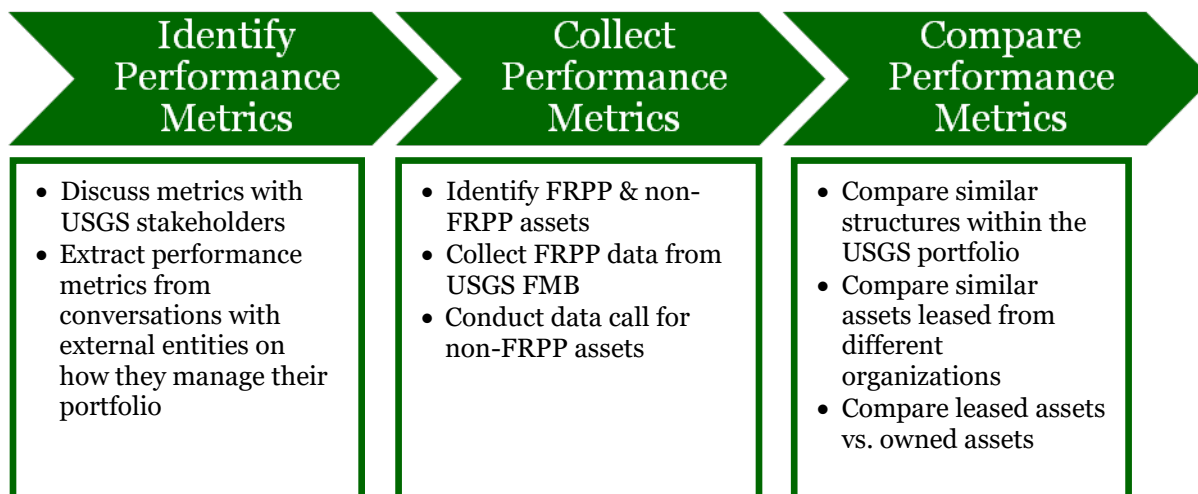 Identify
Performance
Metrics
• Discuss metrics with
USGS stakeholders
• Extract performance
metrics from
conversations with
external entities on
how they manage their
portfolio
Collect
Performance
Metrics
• Identify FRPP & non-
FRPP assets
• Collect FRPP data from
USGS FMB
• Conduct data call for
non-FRPP assets
Compare
Performance
Metrics
• Compare similar
structures within the
USGS portfolio
• Compare similar
assets leased from
different
organizations
• Compare leased assets
vs. owned assets